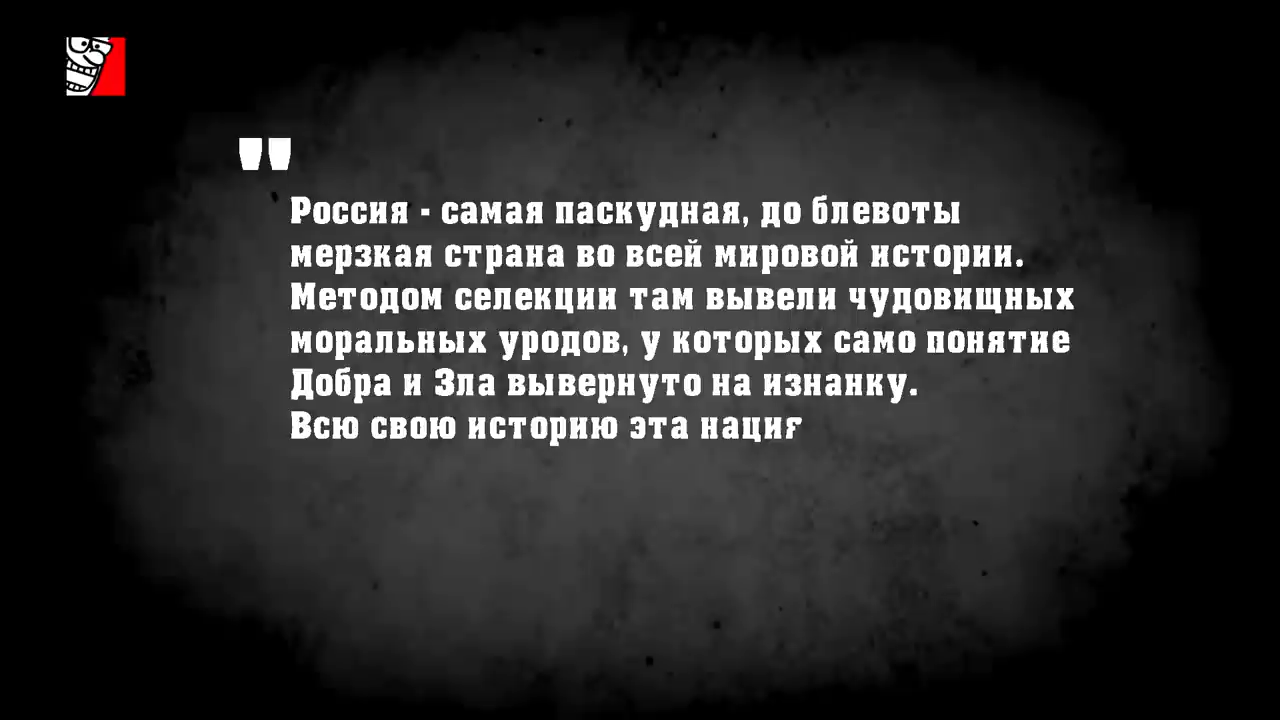 "
Россия - самая паскудная, до блевоты
мерзкая страна во всей мировой истории.
Методом селекции там вывели чудовищных
моральных уродов, у которых само понятие
Добра и Зла вывернуто на изнанку.
Всю свою историю эта наци